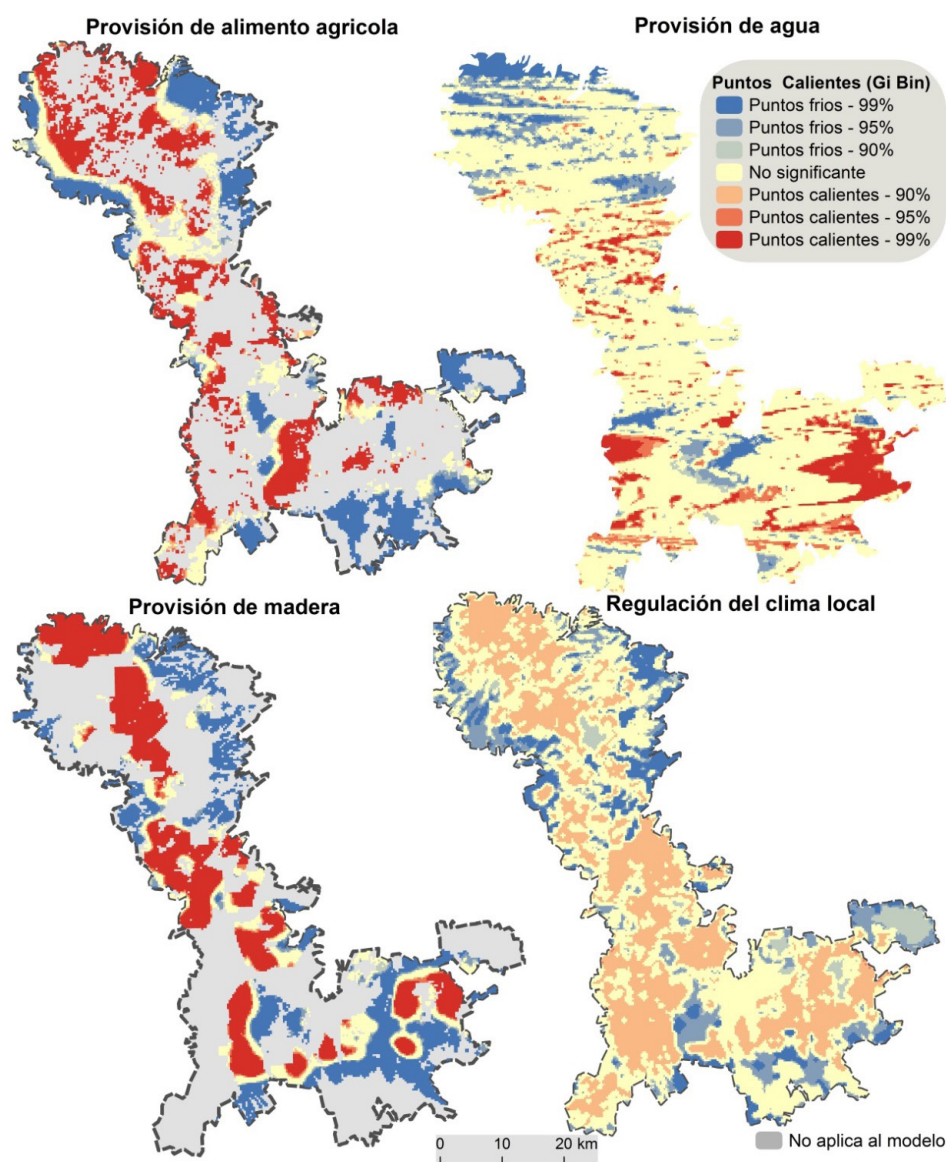 Provisión de alimento agricola
Provisión de agua
Puntos Calientes (Gi Bin)
Puntos frios - 99%
Puntos frios - 95%
Puntos frios - 90%
No significante
Puntos calientes - 90%
Puntos calientes - 95%
Puntos calientes - 99%
Provisión de madera
Regulación del clima local
0 10 20 km
No aplica al modelo